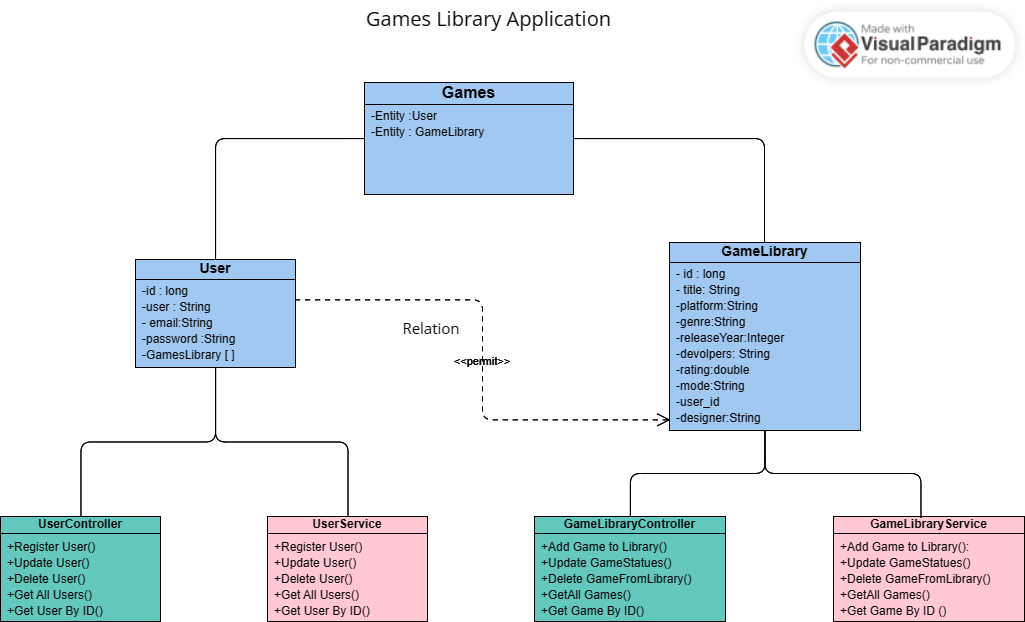 Games Library Application
Made with
Visual Paradigm
For non-commercial use
Games
-Entity :User
-Entity : GameLibrary
User
-id : long
-user : String
- email:String
-password :String
-GamesLibrary [ ]
Relation
<<permit>>
GameLibrary
- id : long
- title: String
-platform:String
-genre:String
-releaseYear:Integer
-devolpers: String
-rating:double
-mode:String
-user_id
-designer:String
UserController
+Register User()
+Update User()
+Delete User()
+Get All Users()
+Get User By ID()
UserService
+Register User()
+Update User()
+Delete User()
+Get All Users()
+Get User By ID()
GameLibraryController
+Add Game to Library()
+Update GameStatues()
+Delete GameFromLibrary()
+GetAll Games()
+Get Game By ID()
GameLibraryService
+Add Game to Library():
+Update GameStatues()
+Delete GameFromLibrary()
+GetAll Games()
+Get Game By ID ()